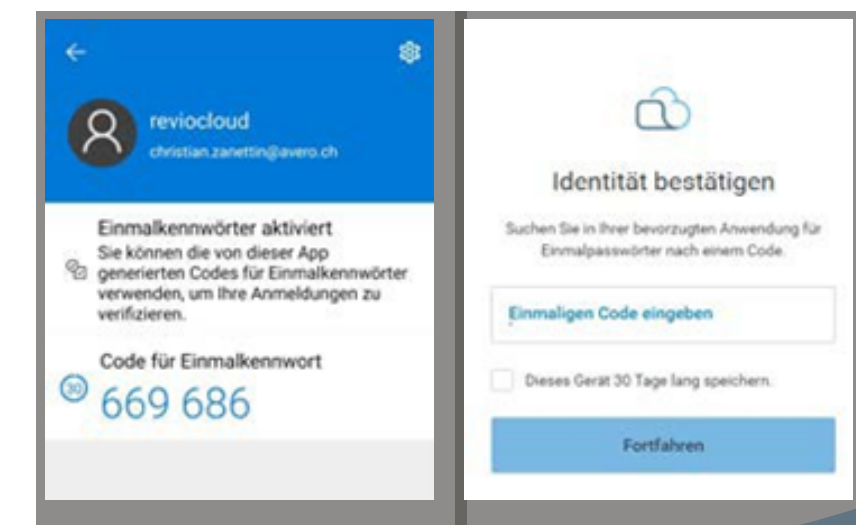 reviocloud
christian.zanettin@avero.ch
Einmalkennwörter aktiviert
Sie können die von dieser App
generierten Codes für Einmalkennwörter
verwenden, um Ihre Anmeldungen zu
verifizieren.
Code für Einmalkennwort
30
669 686
Identität bestätigen
Suchen Sie in Ihrer bevorzugten Anwendung für
Einmalpasswörter nach einem Code.
Einmaligen Code eingeben
Dieses Gerät 30 Tage lang speichern.
Fortfahren